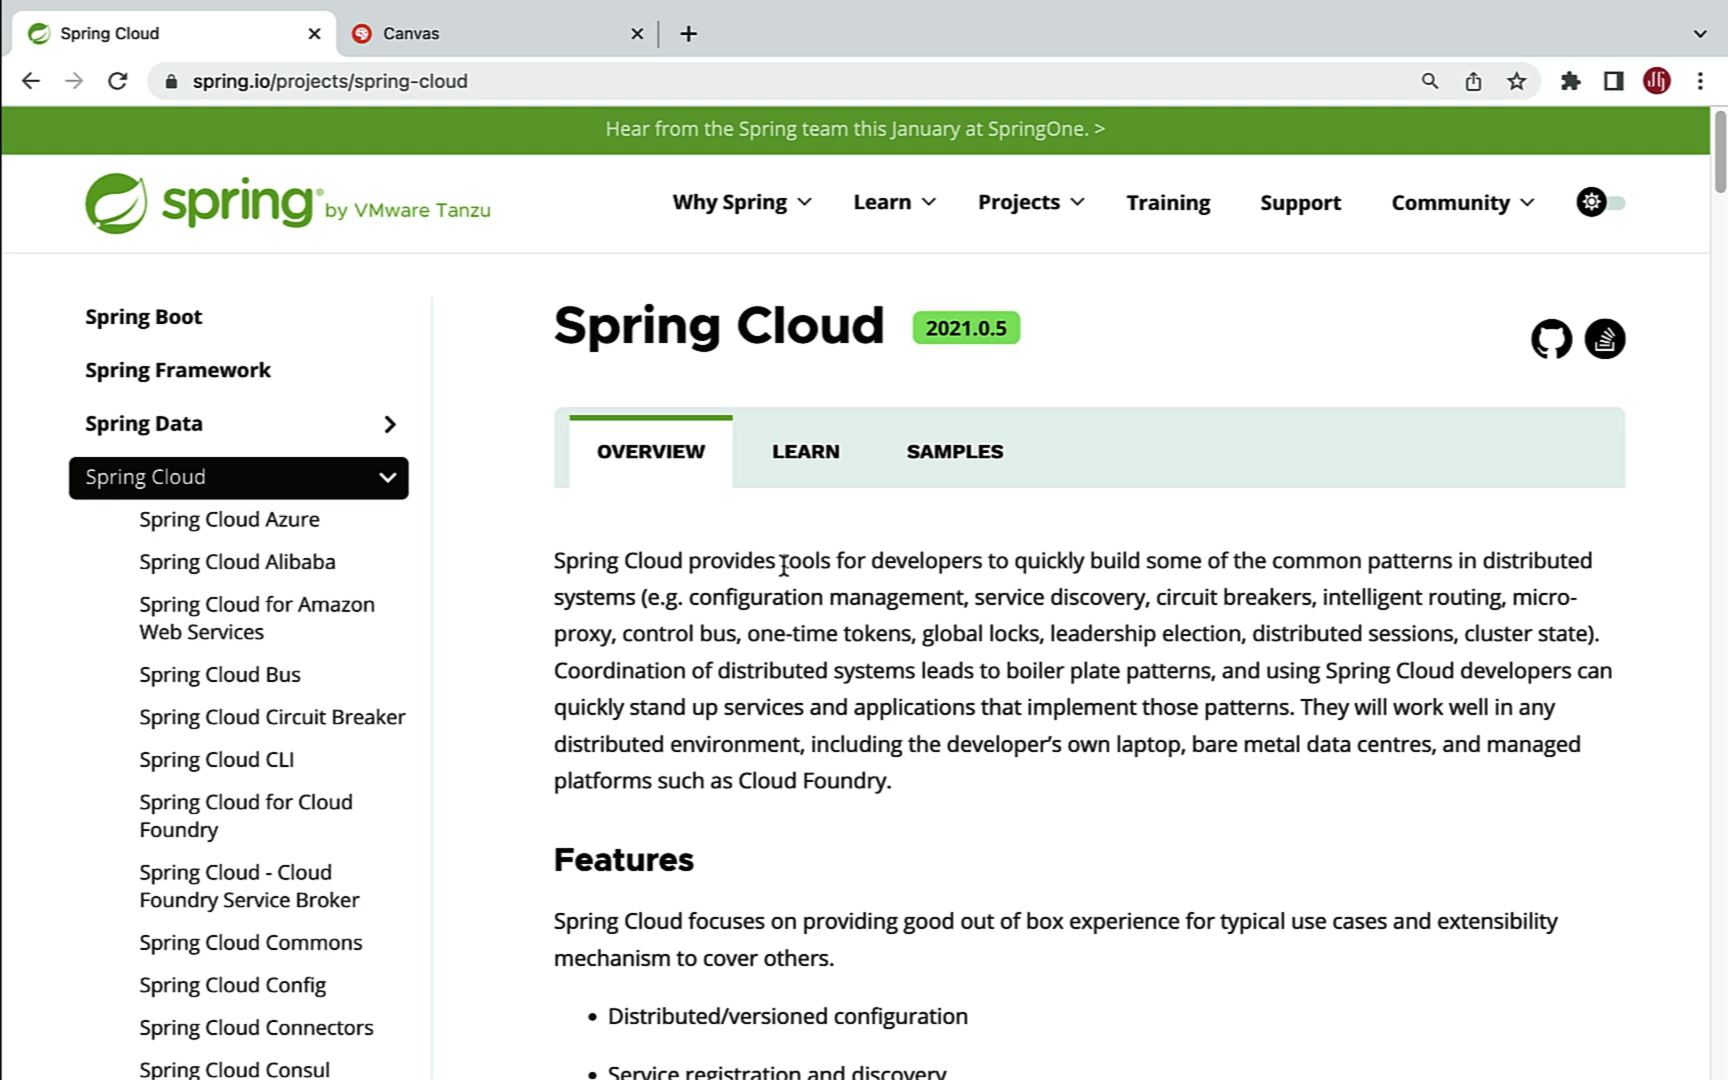 Spring Cloud
Canvas
spring.io/projects/spring-cloud
Hear from the Spring team this January at SpringOne. >
spring® by VMware Tanzu
Why Spring
Learn
Projects
Training
Support
Community
Spring Boot
Spring Framework
Spring Data
Spring Cloud
Spring Cloud Azure
Spring Cloud Alibaba
Spring Cloud for Amazon
Web Services
Spring Cloud Bus
Spring Cloud Circuit Breaker
Spring Cloud CLI
Spring Cloud for Cloud
Foundry
Spring Cloud - Cloud
Foundry Service Broker
Spring Cloud Commons
Spring Cloud Config
Spring Cloud Connectors
Spring Cloud Consul
Spring Cloud 2021.0.5
OVERVIEW
LEARN
SAMPLES
Spring Cloud provides tools for developers to quickly build some of the common patterns in distributed
systems (e.g. configuration management, service discovery, circuit breakers, intelligent routing, micro-
proxy, control bus, one-time tokens, global locks, leadership election, distributed sessions, cluster state).
Coordination of distributed systems leads to boiler plate patterns, and using Spring Cloud developers can
quickly stand up services and applications that implement those patterns. They will work well in any
distributed environment, including the developer’s own laptop, bare metal data centres, and managed
platforms such as Cloud Foundry.
Features
Spring Cloud focuses on providing good out of box experience for typical use cases and extensibility
mechanism to cover others.
• Distributed/versioned configuration
• Service registration and discovery